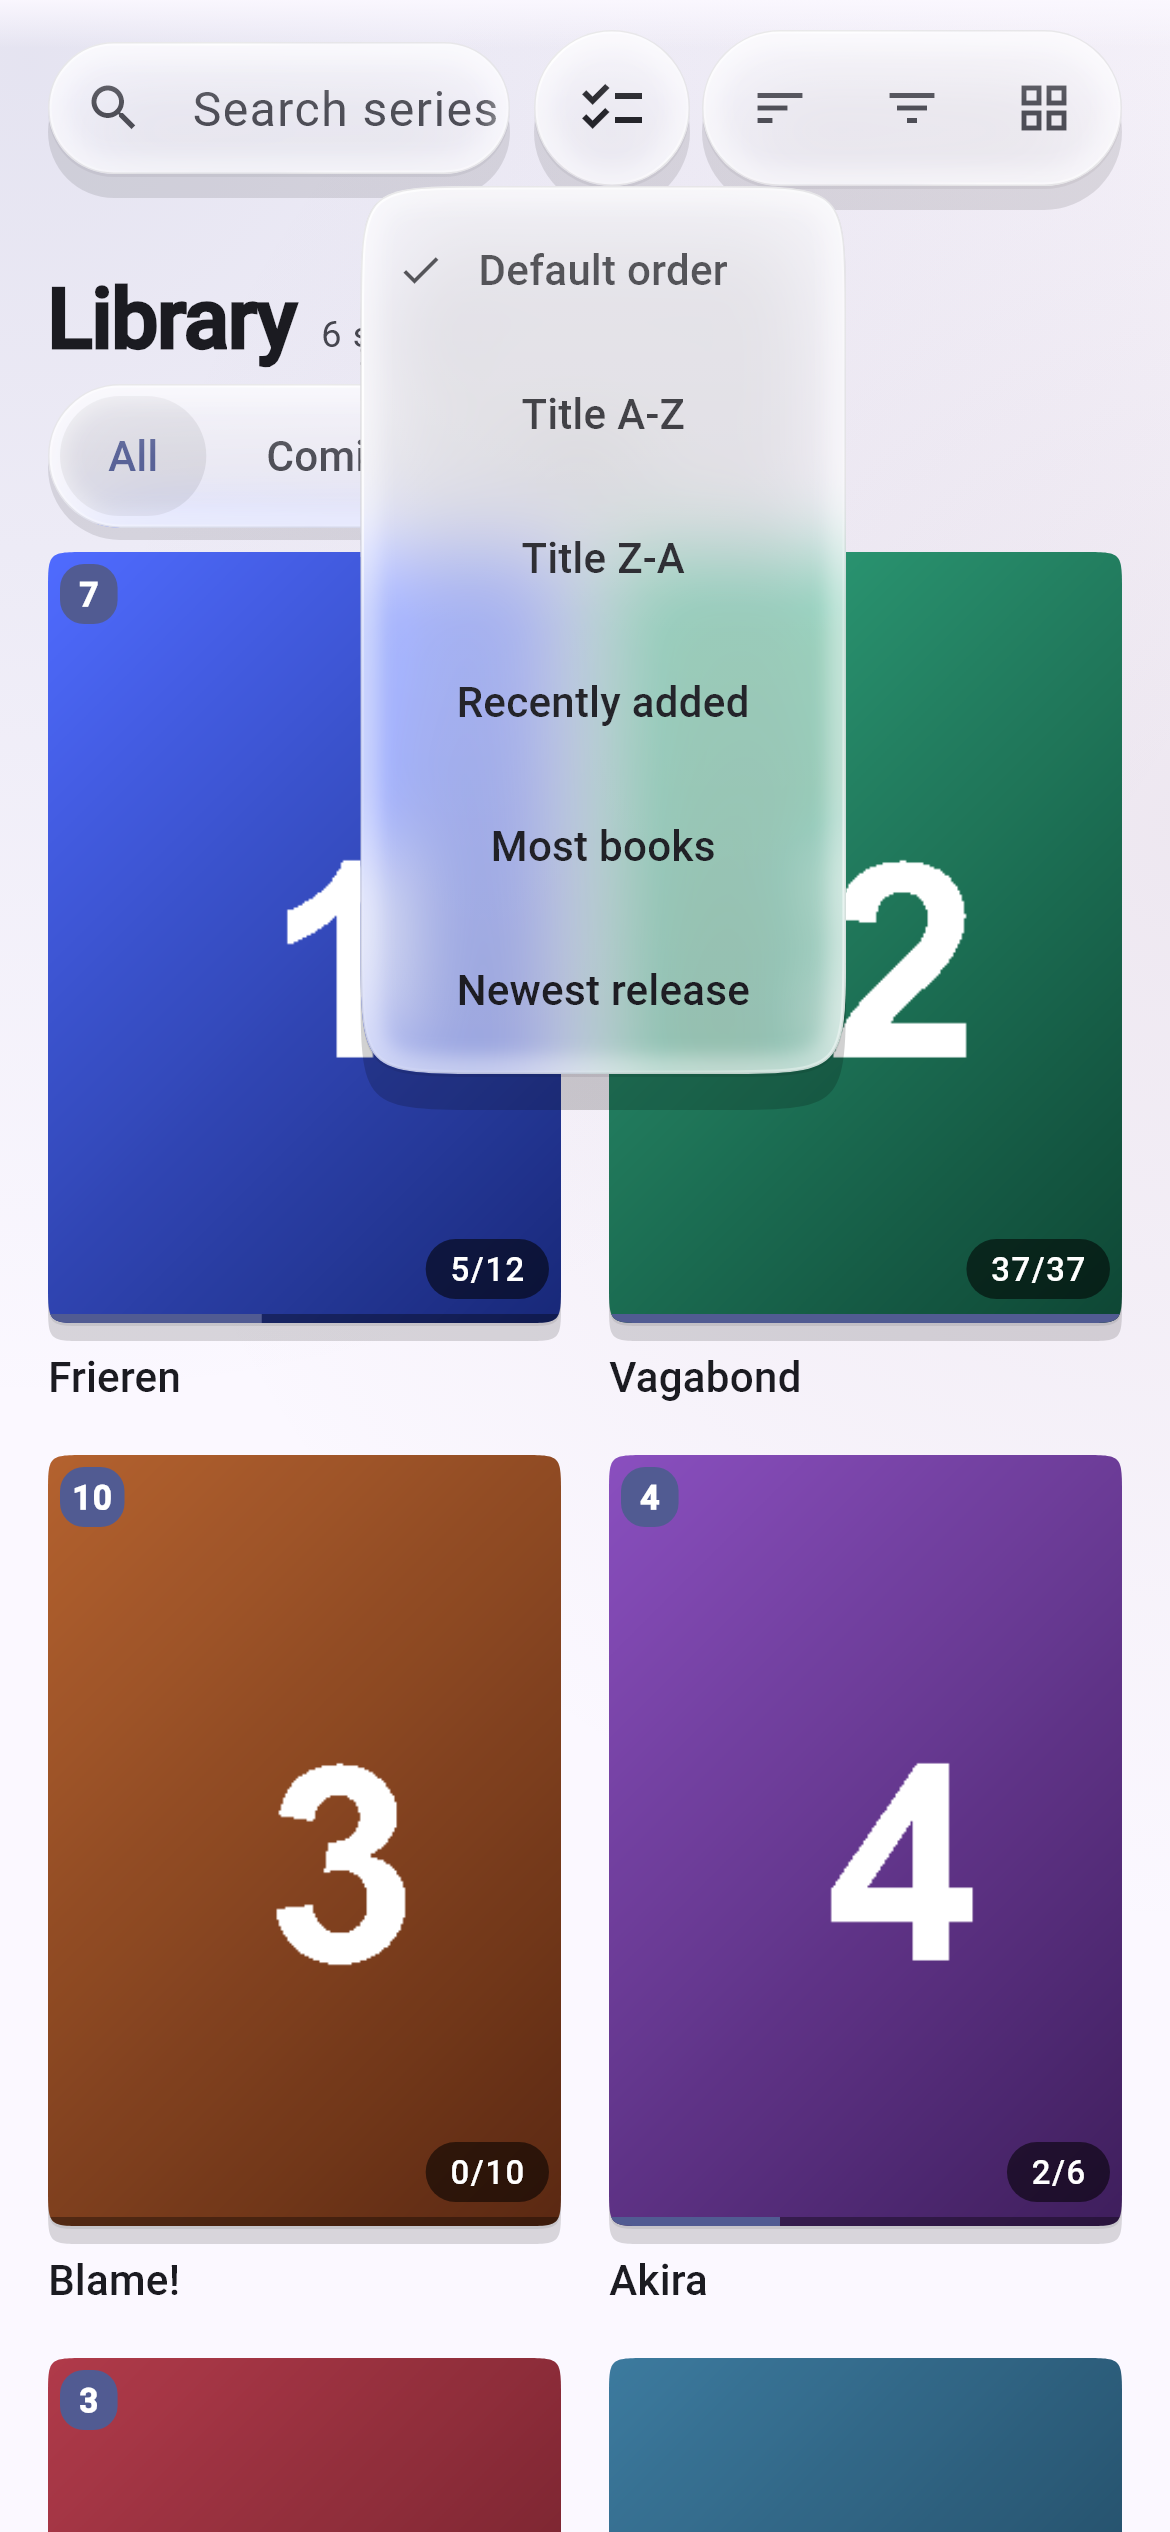 Search series
Default order
Library
Title A-Z
All
Title Z-A
7
Recently added
Most books
1
2
Newest release
5/12
37/37
Frieren
Vagabond
10
4
3
4
0/10
2/6
Blame!
Akira
3